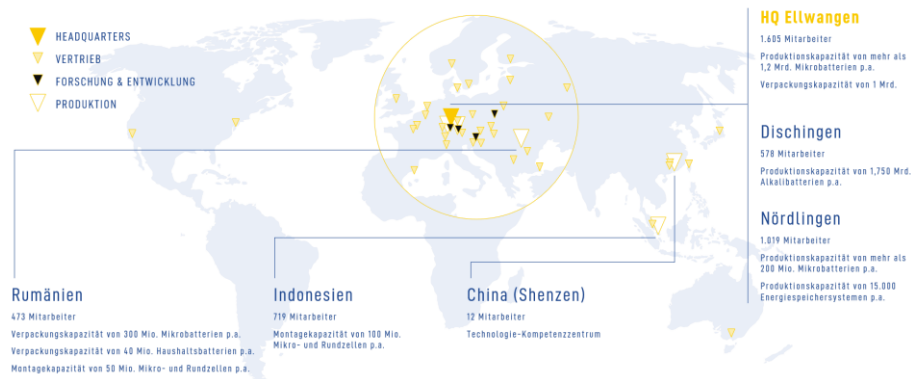 HEADQUARTERS
VERTRIEB
FORSCHUNG & ENTWICKLUNG
PRODUKTION
HQ Ellwangen
1.605 Mitarbeiter
Produktionskapazität von mehr als
1,2 Mrd. Mikrobatterien p.a.
Verpackungskapazität von 1 Mrd.
Dischingen
578 Mitarbeiter
Produktionskapazität von 1,750 Mrd.
Alkalibatterien p.a.
Nördlingen
1.019 Mitarbeiter
Produktionskapazität von mehr als
200 Mio. Mikrobatterien p.a.
Produktionskapazität von 15.000
Energiespeichersystemen p.a.
Rumänien
473 Mitarbeiter
Verpackungskapazität von 300 Mio. Mikrobatterien p.a.
Verpackungskapazität von 40 Mio. Haushaltsbatterien p.a.
Montagekapazität von 50 Mio. Mikro- und Rundzellen p.a.
Indonesien
719 Mitarbeiter
Montagekapazität von 100 Mio.
Mikro- und Rundzellen p.a.
China (Shenzen)
12 Mitarbeiter
Technologie-Kompetenzzentrum